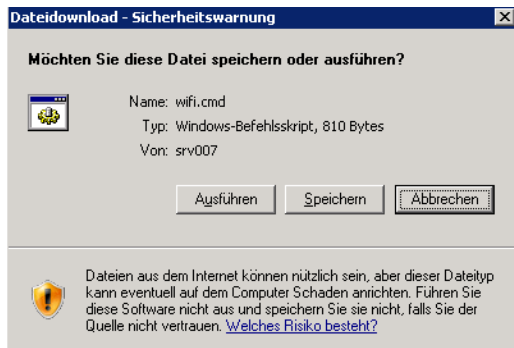 Dateidownload - Sicherheitswarnung
Möchten Sie diese Datei speichern oder ausführen?
Name: wifi.cmd
Typ: Windows-Befehlsskript, 810 Bytes
Von: srv007
Ausführen Speichern Abbrechen
Dateien aus dem Internet können nützlich sein, aber dieser Dateityp
kann eventuell auf dem Computer Schaden anrichten. Führen Sie
diese Software nicht aus und speichern Sie sie nicht, falls Sie der
Quelle nicht vertrauen. Welches Risiko besteht?